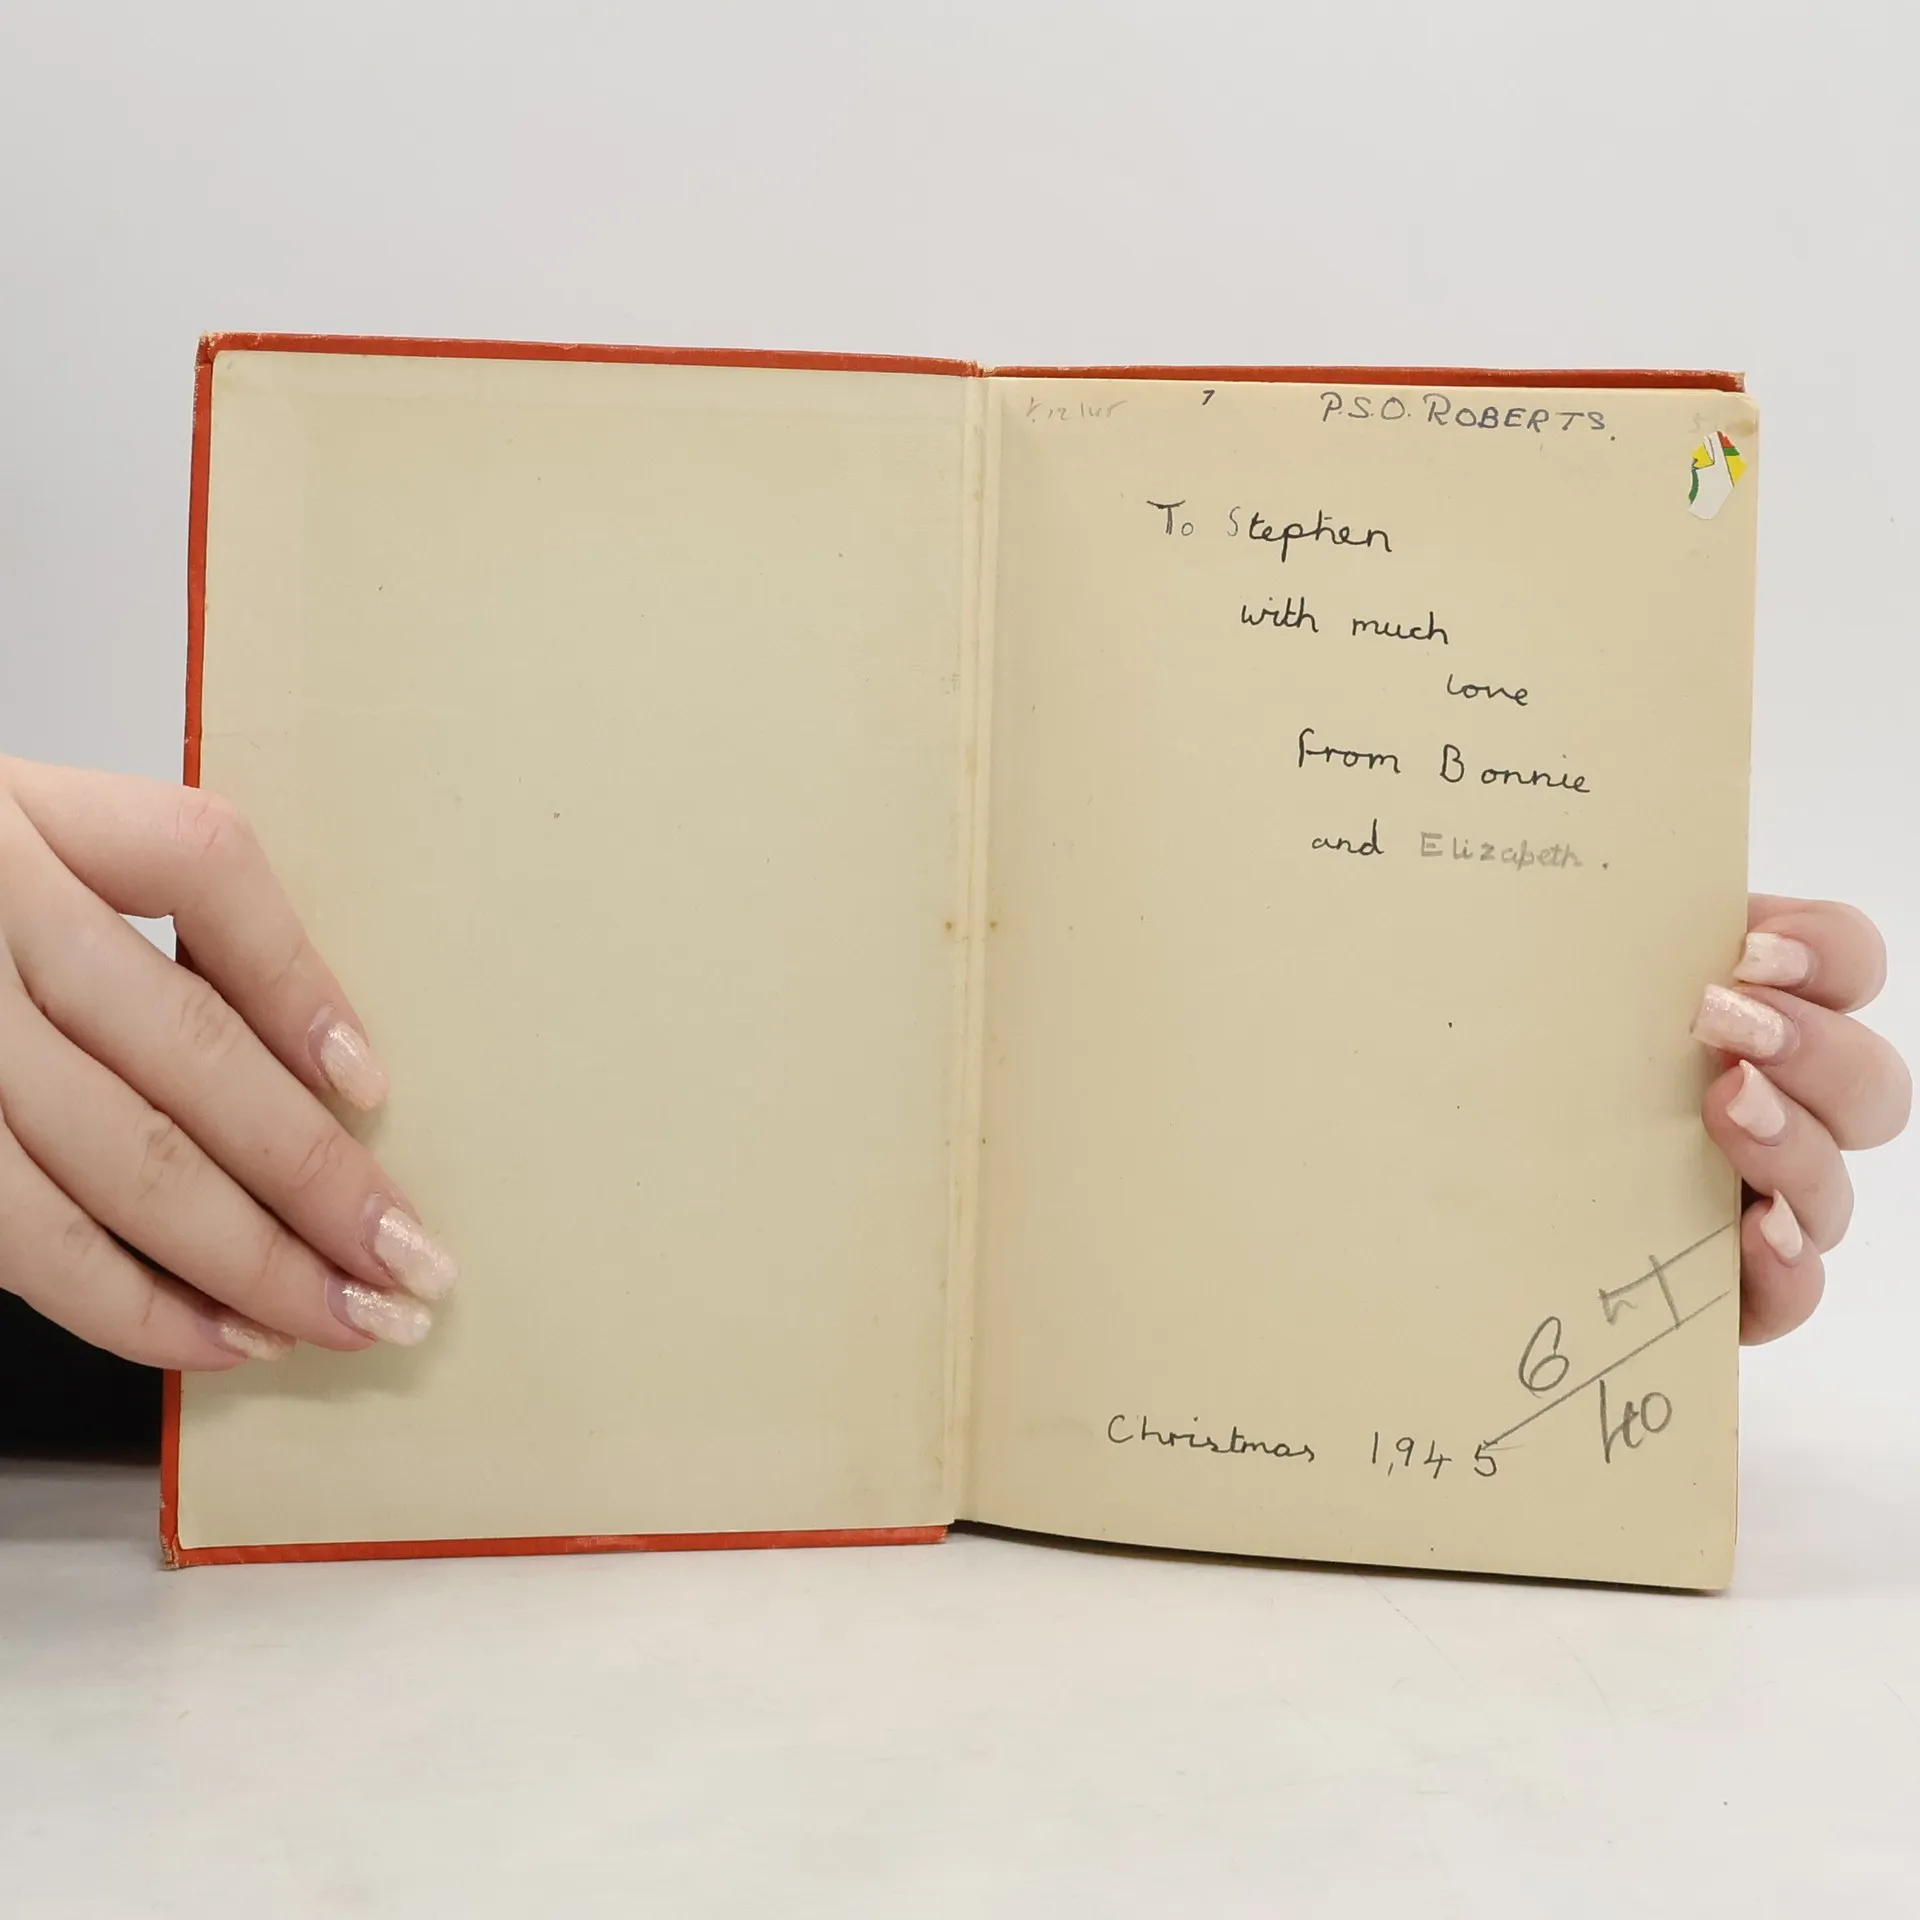 P.S.O. ROBERTS.
To Stephen
with much
love
from Bonnie
and Elizabeth.
Christmas 1,945
6
40